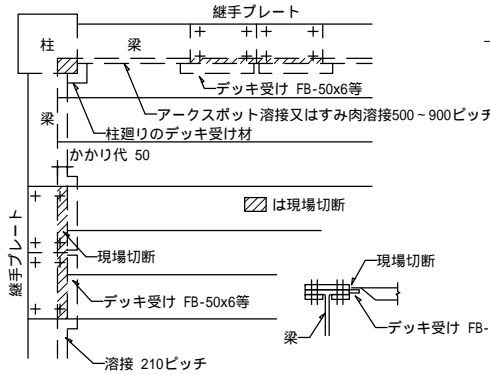 継手プレート
柱
梁
デッキ受け FB-50x6等
アークスポット溶接又はすみ肉溶接500~900ピッチ
柱廻りのデッキ受け材
梁
かかり代 50
は現場切断
継手プレート
現場切断
デッキ受け FB-50x6等
溶接 210ピッチ
現場切断
デッキ受け FB-
梁